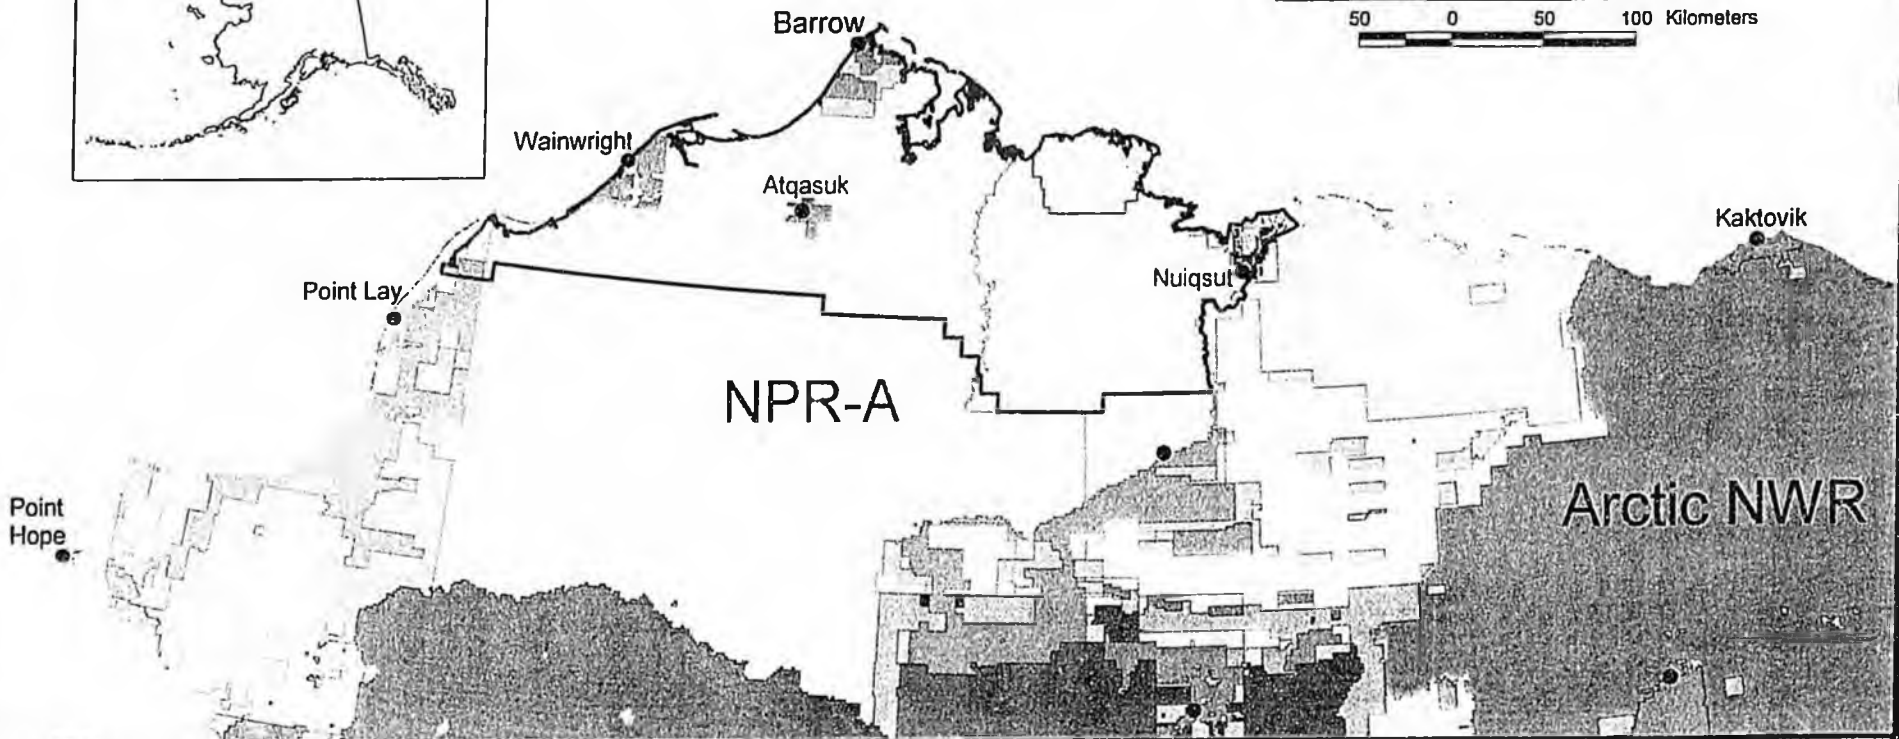 50 0 50 100 Kilometers
Barrow
Wainwright
Atqasuk
Kaktovik
Nuiqsut
Point Lay
NPR-A
Arctic NWR
Point
Hope